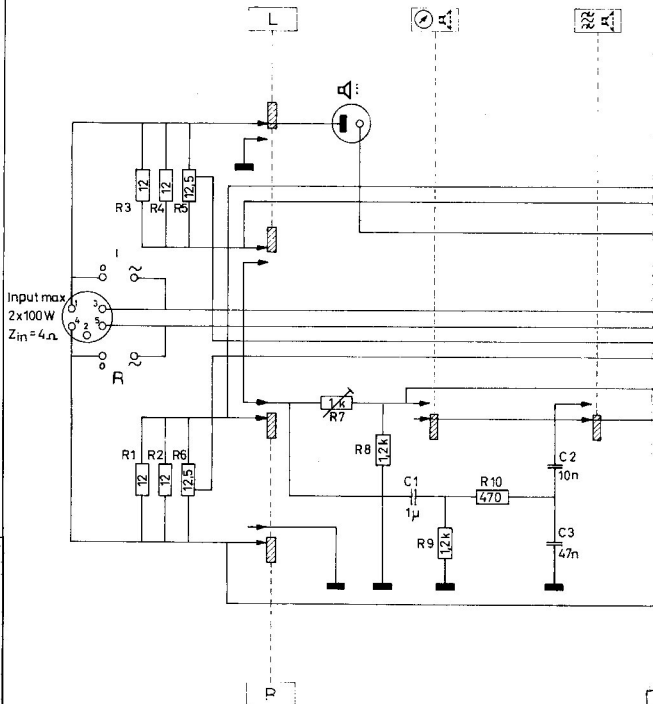 L
R3
12
R4
12
R5
12,5
Input max
2x100W
Zin=4Ω
1
3
4
5
2
R
R1
12
R2
12
R6
12,5
1k
R7
R8
1,2k
C1
1μ
R9
1,2k
R10
470
C2
10n
C3
47n
R